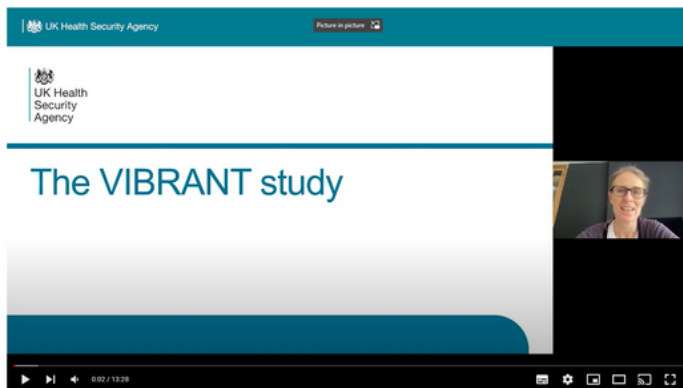 UK Health Security Agency
Picture in picture
UK Health
Security
Agency
The VIBRANT study
0:02 / 13:28